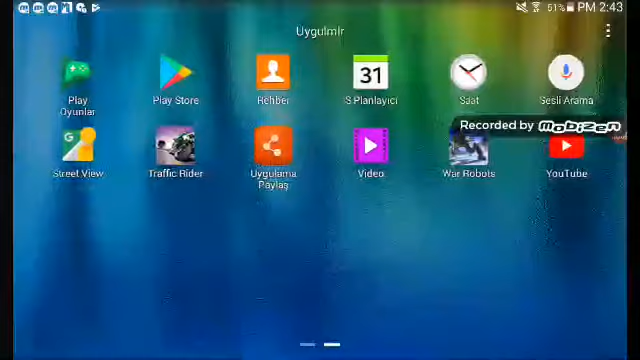 51% PM 2:43
Uygulmlr
Play Oyunlar
Play Store
Rehber
31
S Planlayıcı
Saat
Sesli Arama
Recorded by mobizen
G
Street View
Traffic Rider
Uygulama Paylaş
Video
War Robots
YouTube